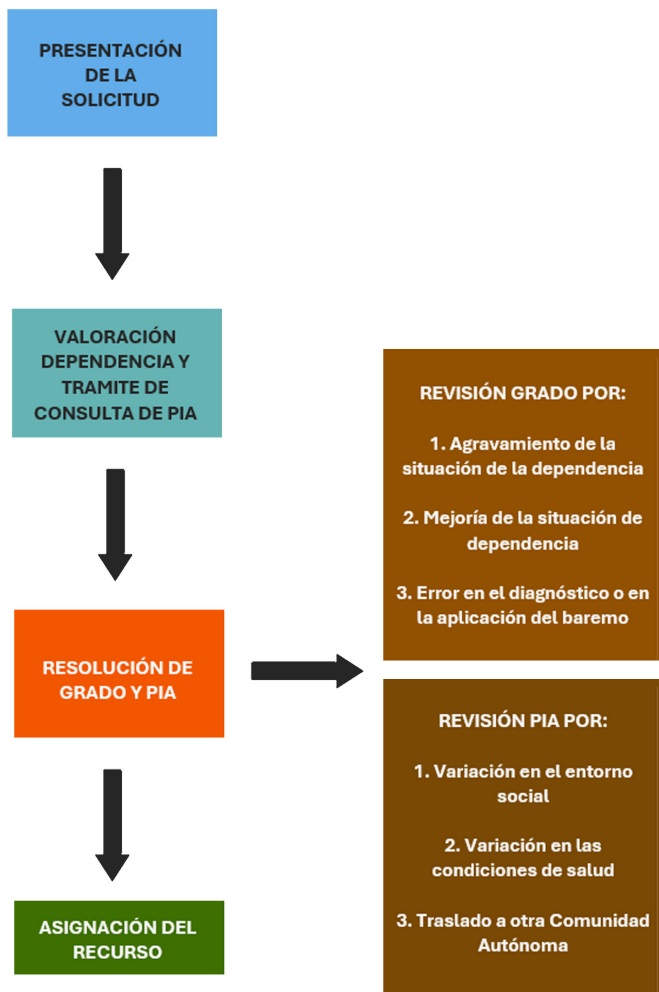 PRESENTACIÓN
DE LA
SOLICITUD
VALORACIÓN
DEPENDENCIA Y
TRAMITE DE
CONSULTA DE PIA
RESOLUCIÓN DE
GRADO Y PIA
ASIGNACIÓN DEL
RECURSO
REVISIÓN GRADO POR:
1. Agravamiento de la
situación de la dependencia
2. Mejoría de la situación de
dependencia
3. Error en el diagnóstico o en
la aplicación del baremo
REVISIÓN PIA POR:
1. Variación en el entorno
social
2. Variación en las
condiciones de salud
3. Traslado a otra Comunidad
Autónoma